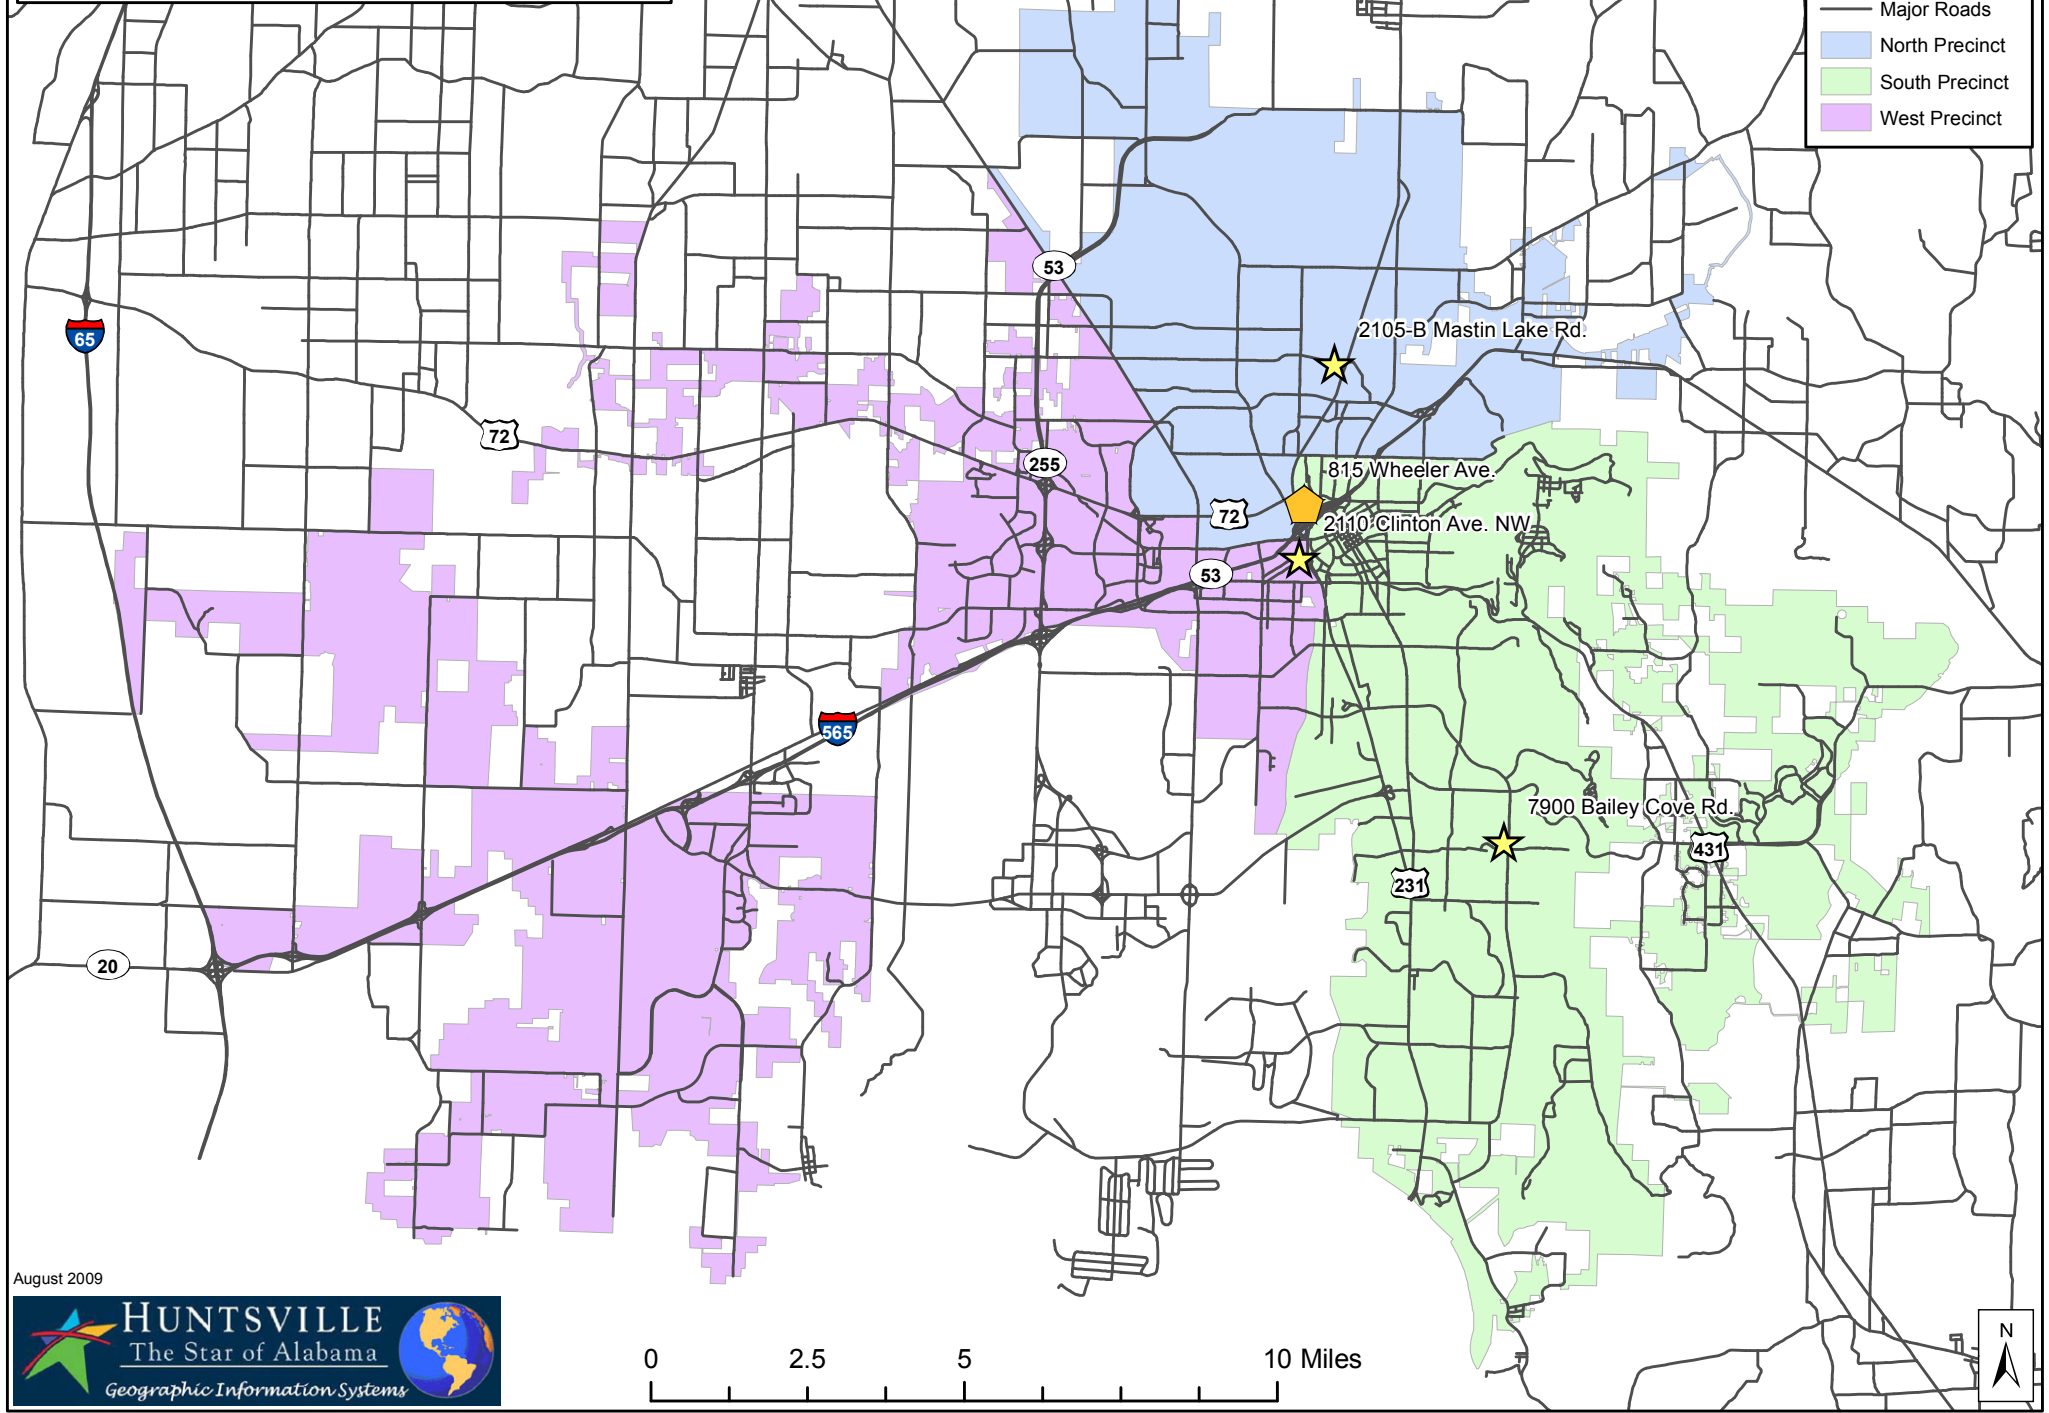 Major Roads
North Precinct
South Precinct
West Precinct
53
2105-B Mastin Lake Rd.
65
72
255
815 Wheeler Ave.
72
2110 Clinton Ave. NW
53
565
7900 Bailey Cove Rd.
431
231
20
August 2009
HUNTSVILLE
The Star of Alabama
Geographic Information Systems
0 2.5 5 10 Miles
N